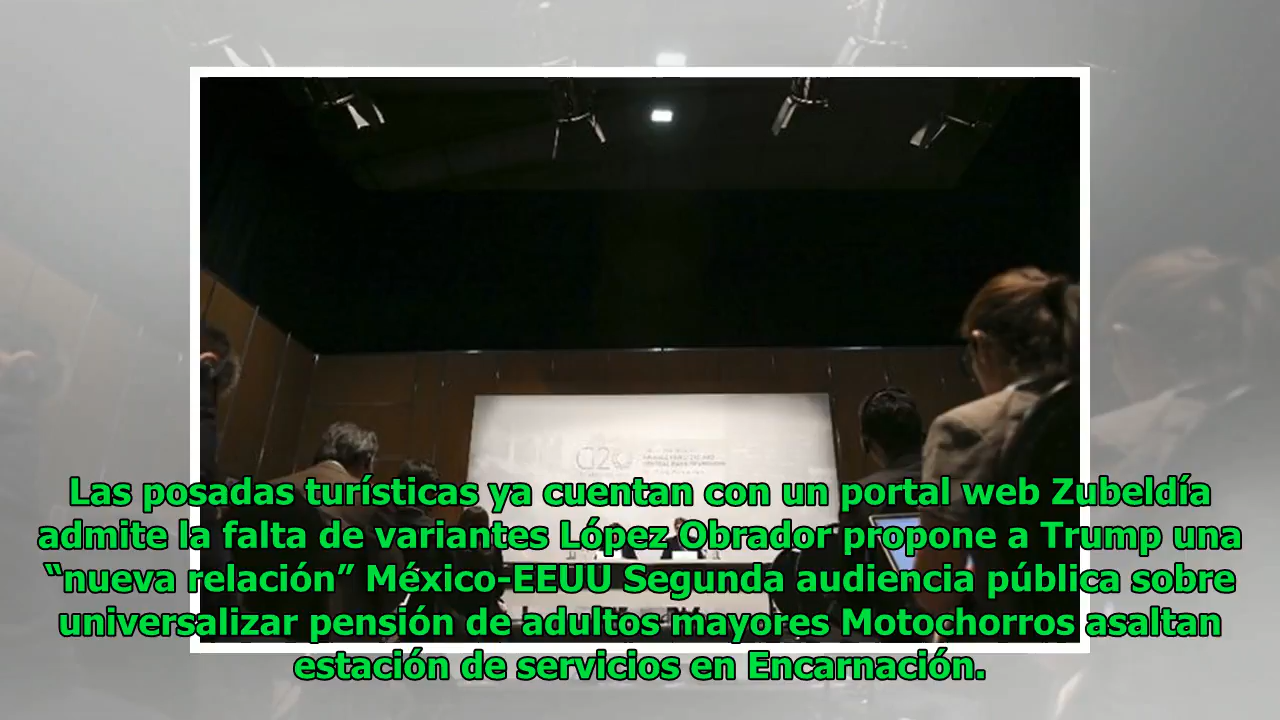 G20
Las posadas turísticas ya cuentan con un portal web Zubeldía
admite la falta de variantes López Obrador propone a Trump una
“nueva relación” México-EEUU Segunda audiencia pública sobre
universalizar pensión de adultos mayores Motochorros asaltan
estación de servicios en Encarnación.